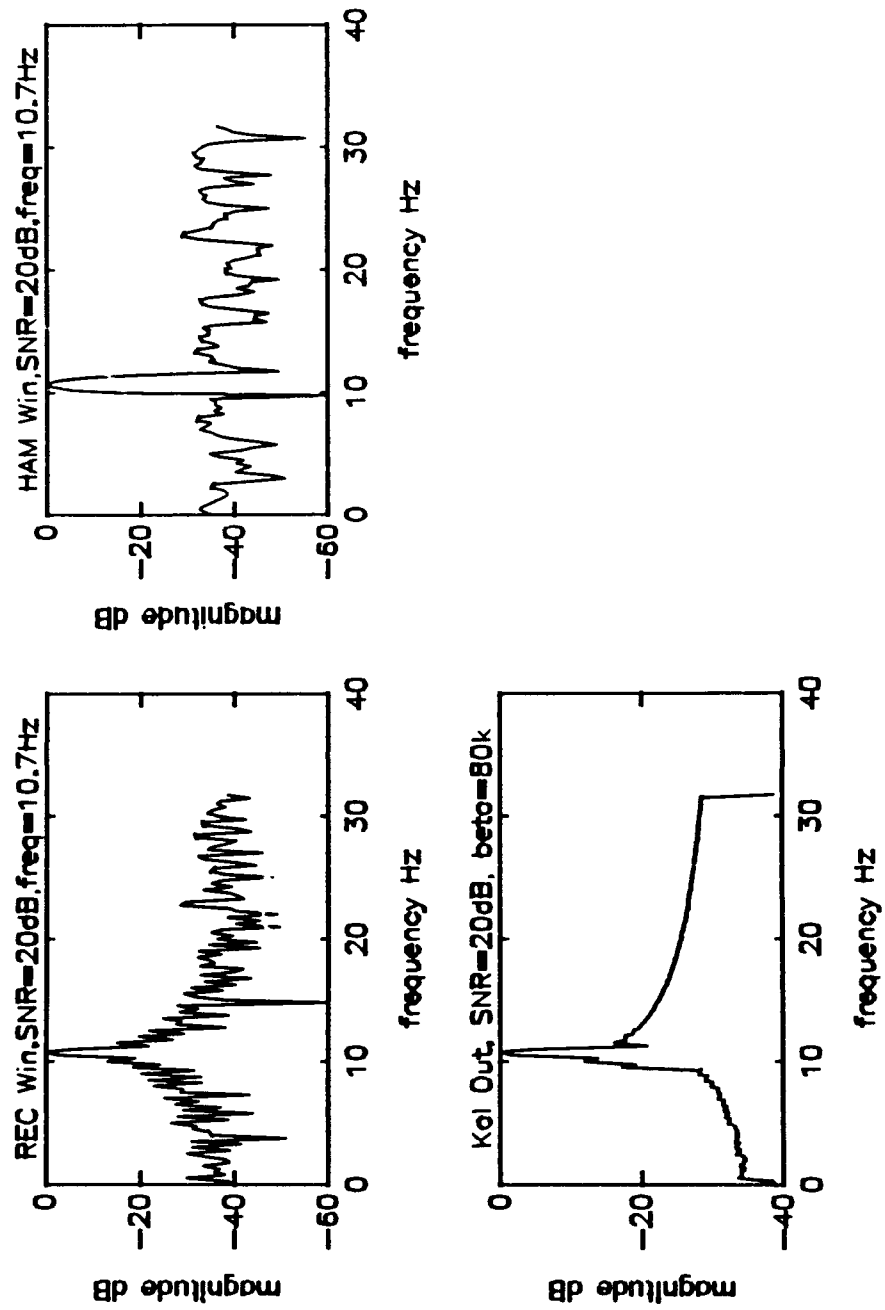 REC Win,SNR=20dB,freq=10.7Hz
0
-20
-40
-60
magnitude dB
0
10
20
30
40
frequency Hz
HAM Win,SNR=20dB,freq=10.7Hz
0
-20
-40
-60
magnitude dB
0
10
20
30
40
frequency Hz
Kol Out, SNR=20dB, beto=80k
0
-20
-40
magnitude dB
0
10
20
30
40
frequency Hz